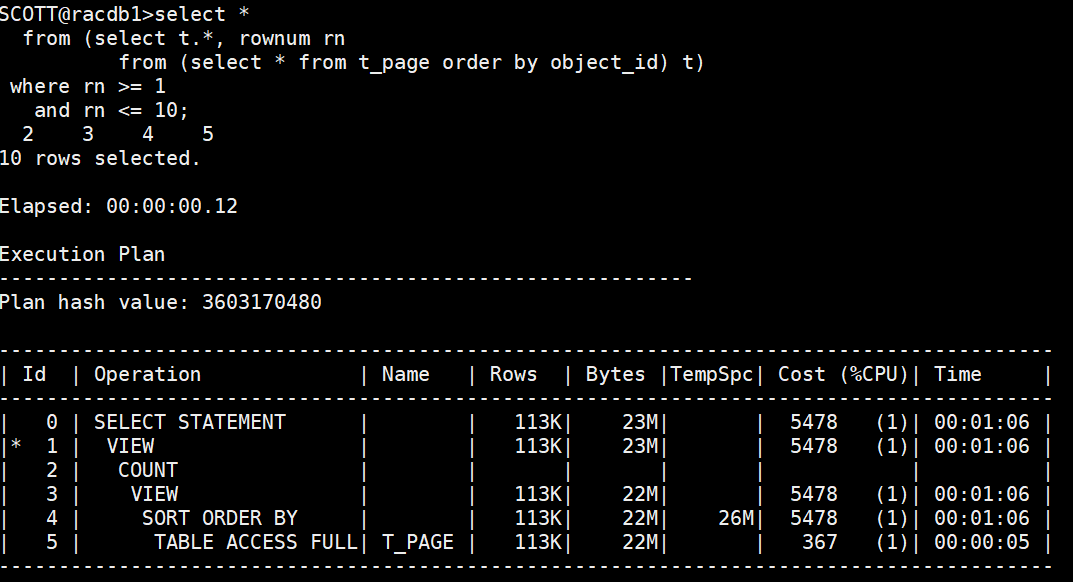 SCOTT@racdb1>select *
  from (select t.*, rownum rn
          from (select * from t_page order by object_id) t)
 where rn >= 1
   and rn <= 10;
  2    3    4    5
10 rows selected.

Elapsed: 00:00:00.12

Execution Plan
----------------------------------------------------------
Plan hash value: 3603170480

----------------------------------------------------------------------------------------
| Id  | Operation             | Name   | Rows  | Bytes |TempSpc| Cost (%CPU)| Time     |
----------------------------------------------------------------------------------------
|   0 | SELECT STATEMENT      |        |   113K|    23M|       |  5478   (1)| 00:01:06 |
|*  1 |  VIEW                 |        |   113K|    23M|       |  5478   (1)| 00:01:06 |
|   2 |   COUNT               |        |       |       |       |            |          |
|   3 |    VIEW               |        |   113K|    22M|       |  5478   (1)| 00:01:06 |
|   4 |     SORT ORDER BY     |        |   113K|    22M|    26M|  5478   (1)| 00:01:06 |
|   5 |      TABLE ACCESS FULL| T_PAGE |   113K|    22M|       |   367   (1)| 00:00:05 |
----------------------------------------------------------------------------------------